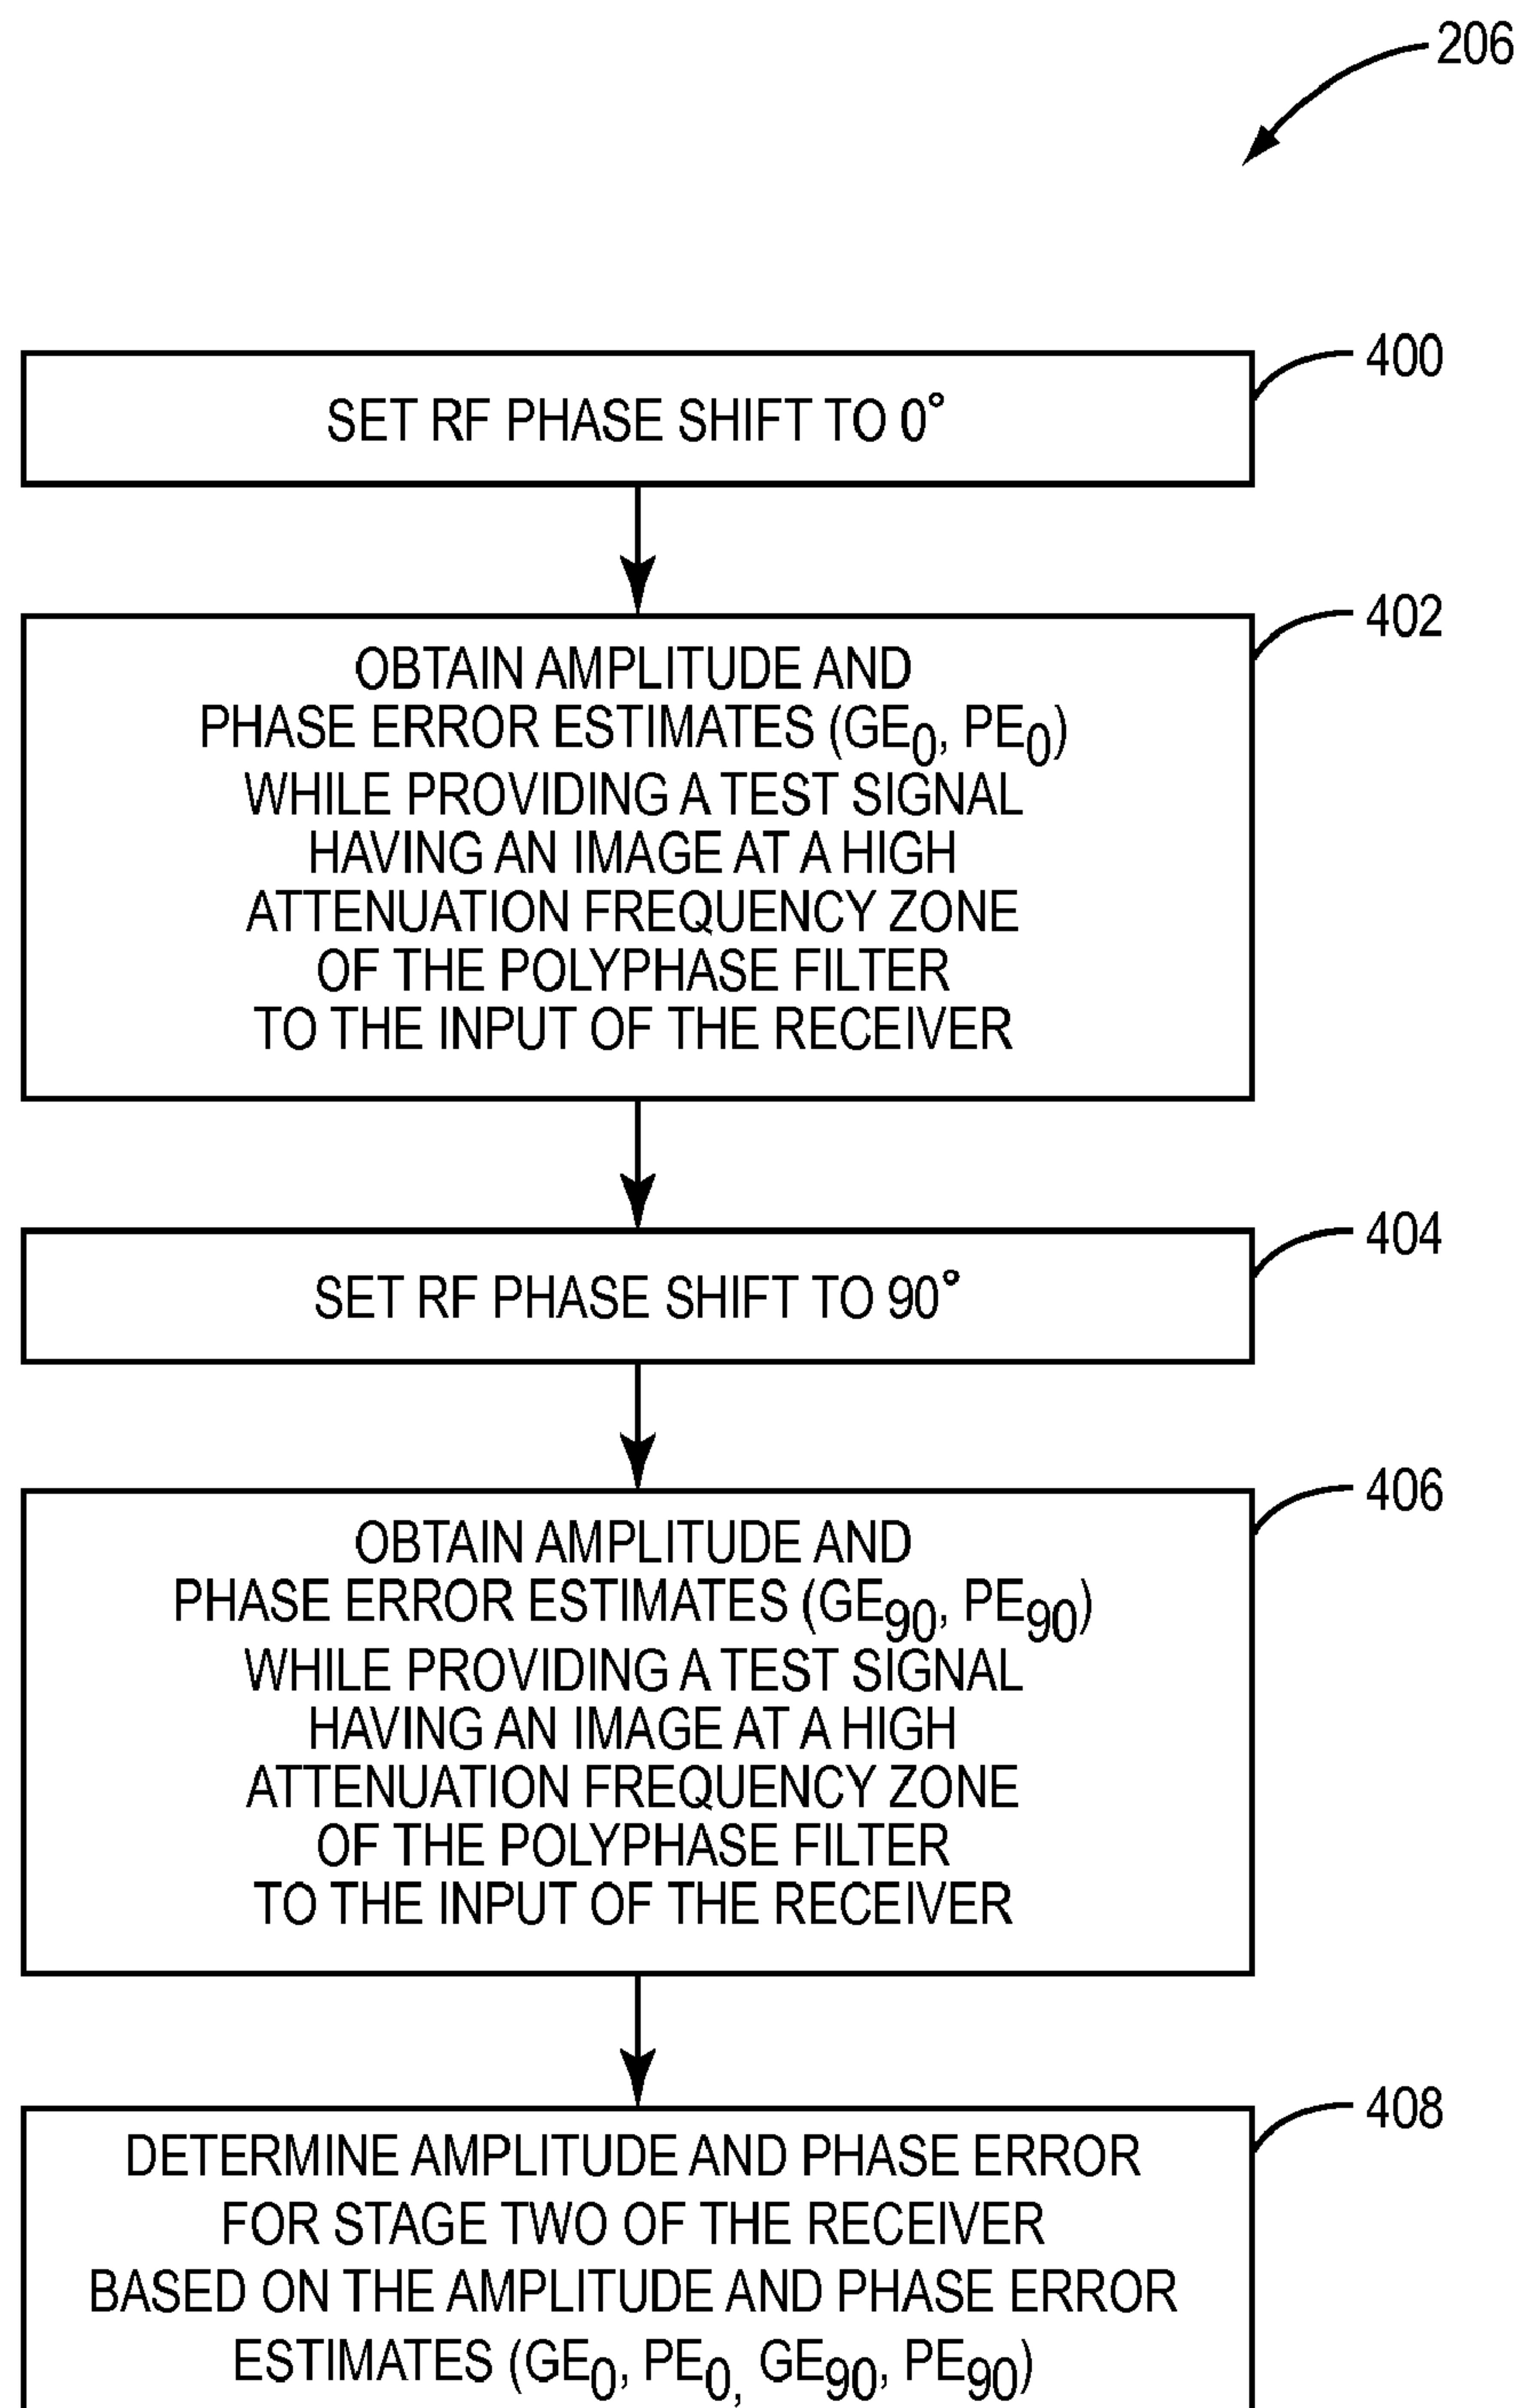 206
400
SET RF PHASE SHIFT TO 0°
402
OBTAIN AMPLITUDE AND
PHASE ERROR ESTIMATES (GE0, PE0)
WHILE PROVIDING A TEST SIGNAL
HAVING AN IMAGE AT A HIGH
ATTENUATION FREQUENCY ZONE
OF THE POLYPHASE FILTER
TO THE INPUT OF THE RECEIVER
404
SET RF PHASE SHIFT TO 90°
406
OBTAIN AMPLITUDE AND
PHASE ERROR ESTIMATES (GE90, PE90)
WHILE PROVIDING A TEST SIGNAL
HAVING AN IMAGE AT A HIGH
ATTENUATION FREQUENCY ZONE
OF THE POLYPHASE FILTER
TO THE INPUT OF THE RECEIVER
408
DETERMINE AMPLITUDE AND PHASE ERROR
FOR STAGE TWO OF THE RECEIVER
BASED ON THE AMPLITUDE AND PHASE ERROR
ESTIMATES (GE0, PE0, GE90, PE90)